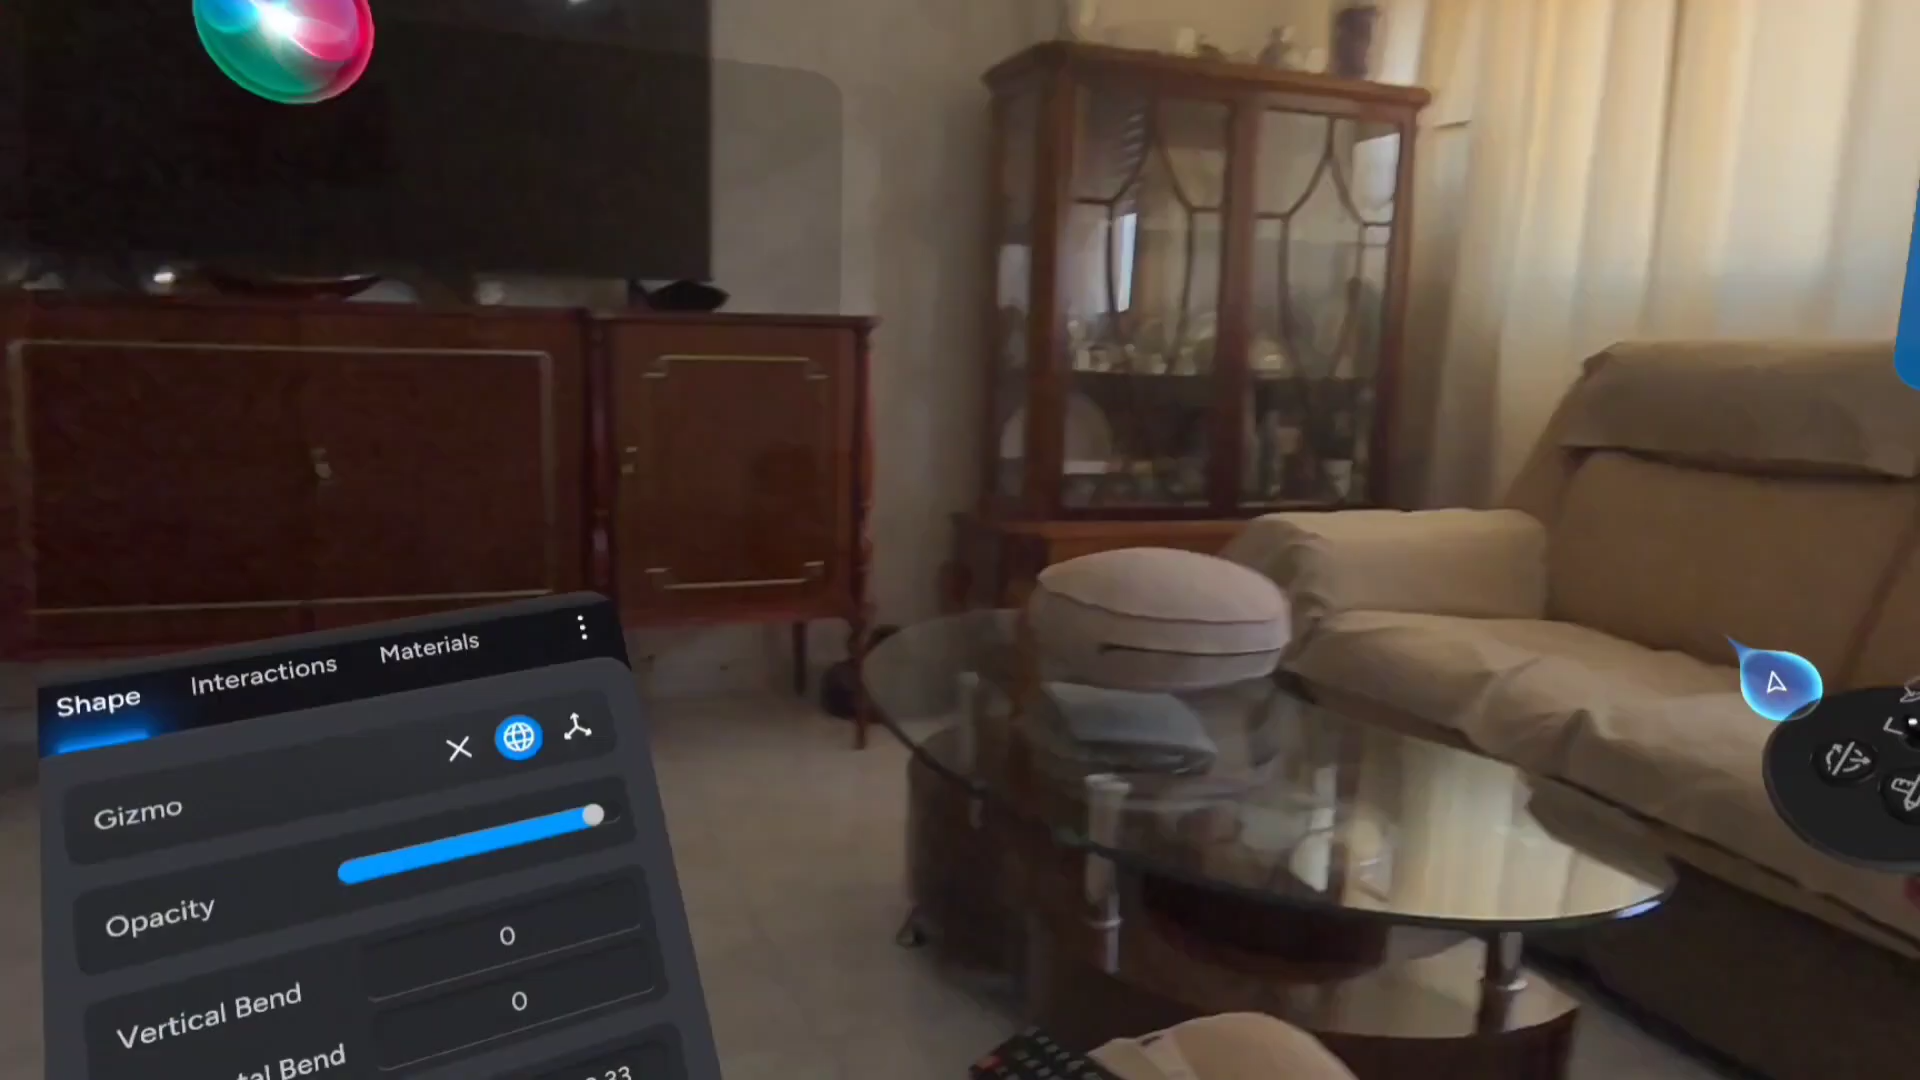 Shape Interactions Materials
Gizmo
Opacity
Vertical Bend
0
0